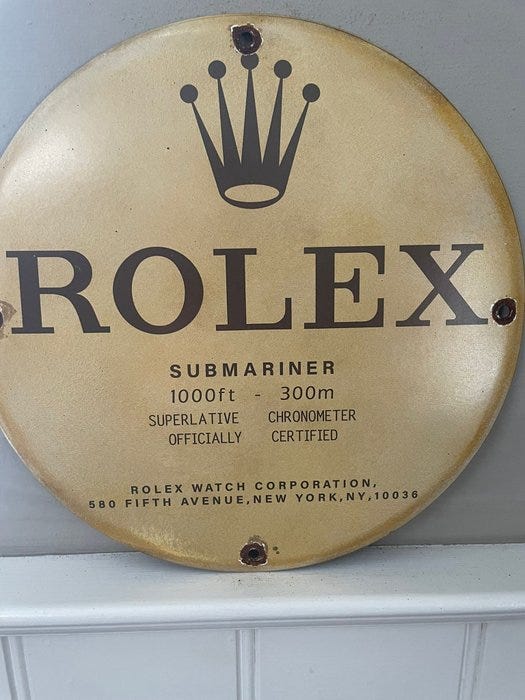 ROLEX
SUBMARINER
1000ft - 300m
SUPERLATIVE CHRONOMETER
OFFICIALLY CERTIFIED
ROLEX WATCH CORPORATION,
580 FIFTH AVENUE,NEW YORK,NY,10036